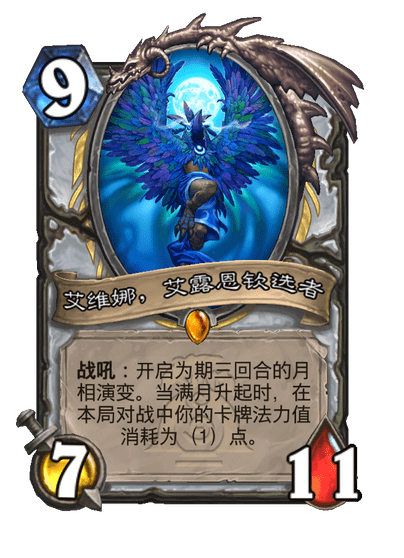 9
艾维娜，艾露恩钦选者
战吼：开启为期三回合的月
相演变。当满月升起时，在
本局对战中你的卡牌法力值
消耗为（1）点。
7
11